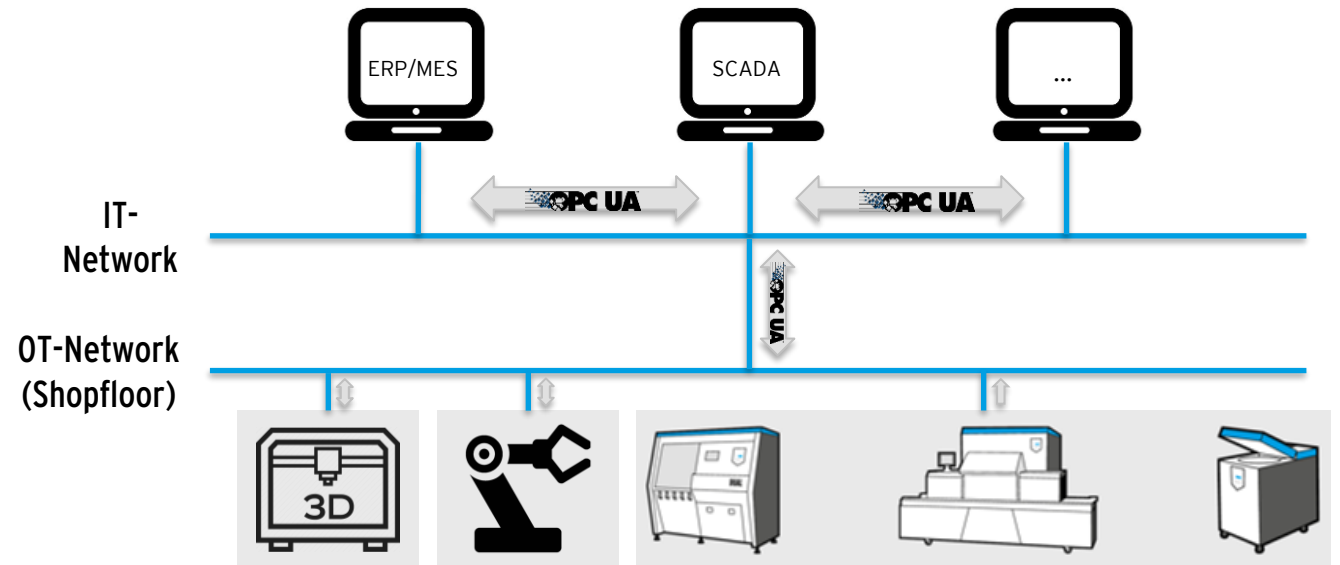 ERP/MES
SCADA
...
OPC UA
OPC UA
IT-
Network
OPC UA
OT-Network
(Shopfloor)
3D